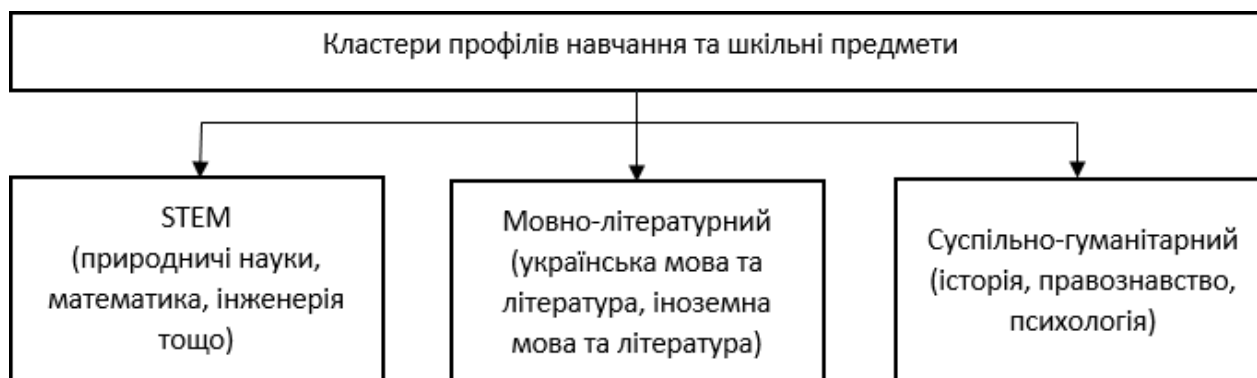 Кластери профілів навчання та шкільні предмети
STEM
(природничі науки,
математика, інженерія
тощо)
Мовно-літературний
(українська мова та
література, іноземна
мова та література)
Суспільно-гуманітарний
(історія, правознавство,
психологія)